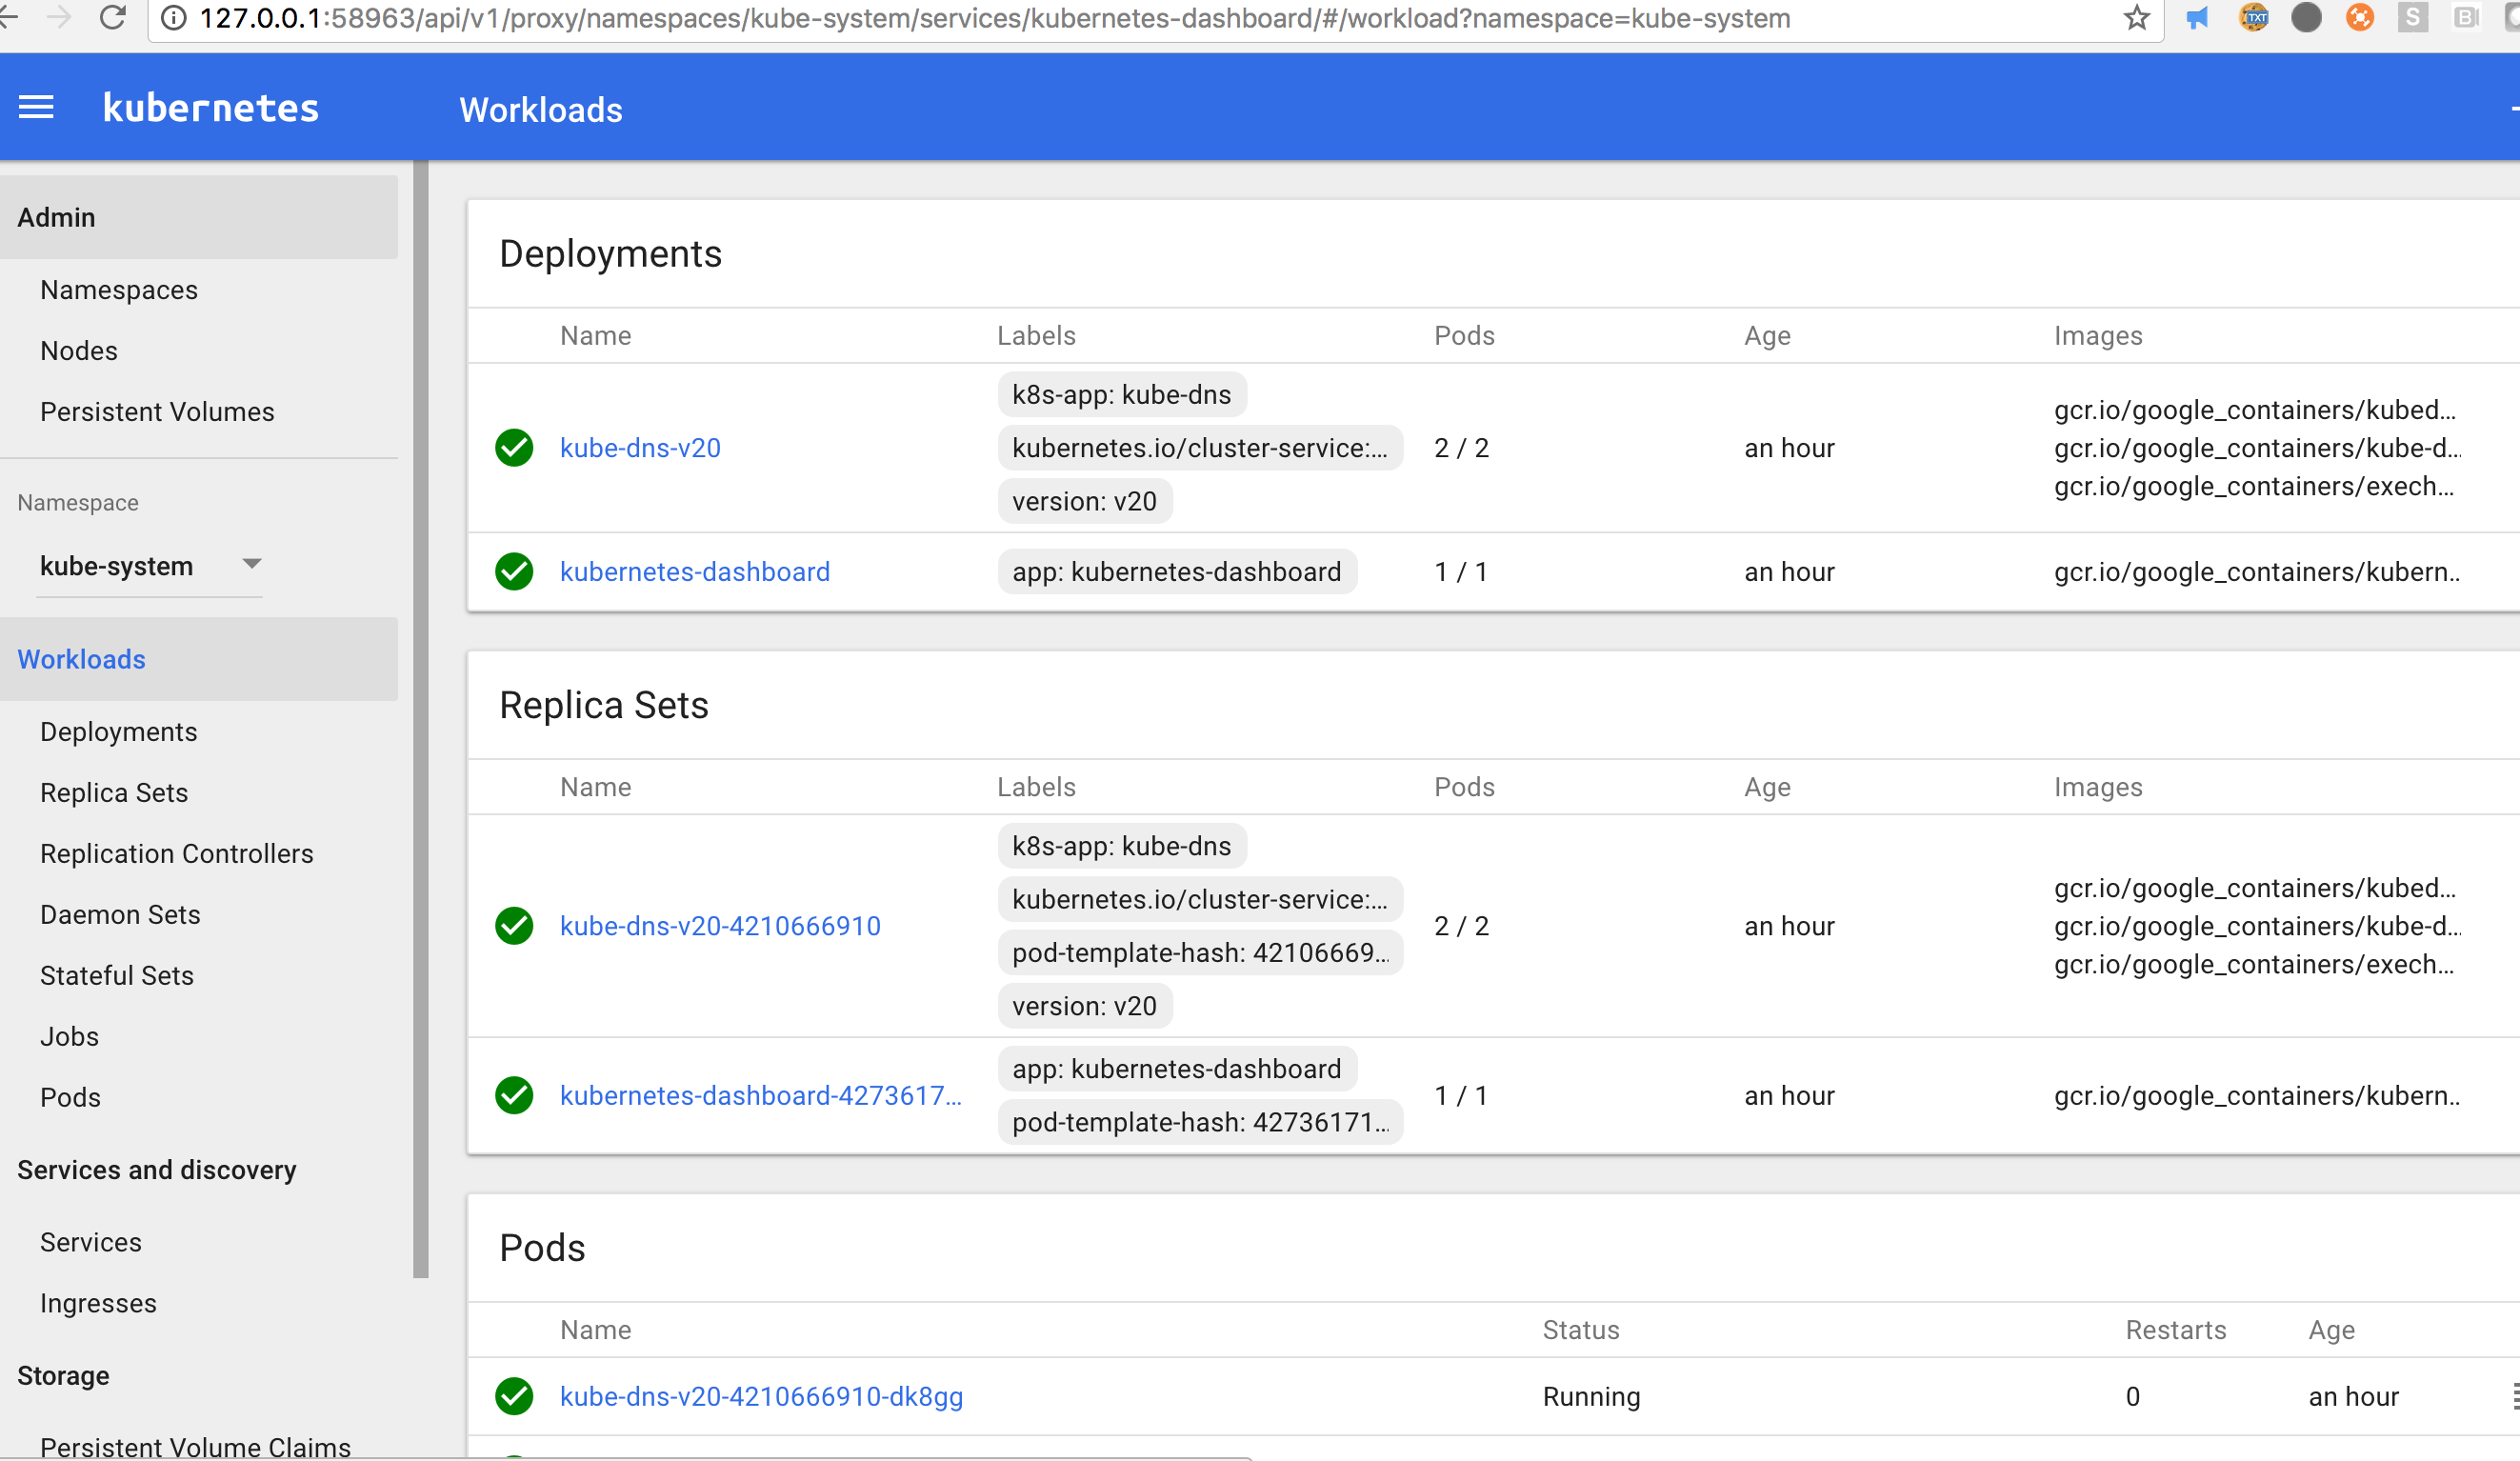 127.0.0.1:58963/api/v1/proxy/namespaces/kube-system/services/kubernetes-dashboard/#/workload?namespace=kube-system
TXT
S
B
kubernetes
Workloads
Admin
Namespaces
Nodes
Persistent Volumes
Namespace
kube-system
Workloads
Deployments
Replica Sets
Replication Controllers
Daemon Sets
Stateful Sets
Jobs
Pods
Services and discovery
Services
Ingresses
Storage
Persistent Volume Claims
Deployments
Name Labels Pods Age Images
kube-dns-v20
k8s-app: kube-dns
kubernetes.io/cluster-service:...
version: v20
2 / 2
an hour
gcr.io/google_containers/kubed...
gcr.io/google_containers/kube-d...
gcr.io/google_containers/exech...
kubernetes-dashboard
app: kubernetes-dashboard
1 / 1
an hour
gcr.io/google_containers/kubern..
Replica Sets
Name Labels Pods Age Images
kube-dns-v20-4210666910
k8s-app: kube-dns
kubernetes.io/cluster-service:...
pod-template-hash: 42106669...
version: v20
2 / 2
an hour
gcr.io/google_containers/kubed...
gcr.io/google_containers/kube-d...
gcr.io/google_containers/exech...
kubernetes-dashboard-4273617...
app: kubernetes-dashboard
pod-template-hash: 42736171...
1 / 1
an hour
gcr.io/google_containers/kubern..
Pods
Name Status Restarts Age
kube-dns-v20-4210666910-dk8gg Running 0 an hour